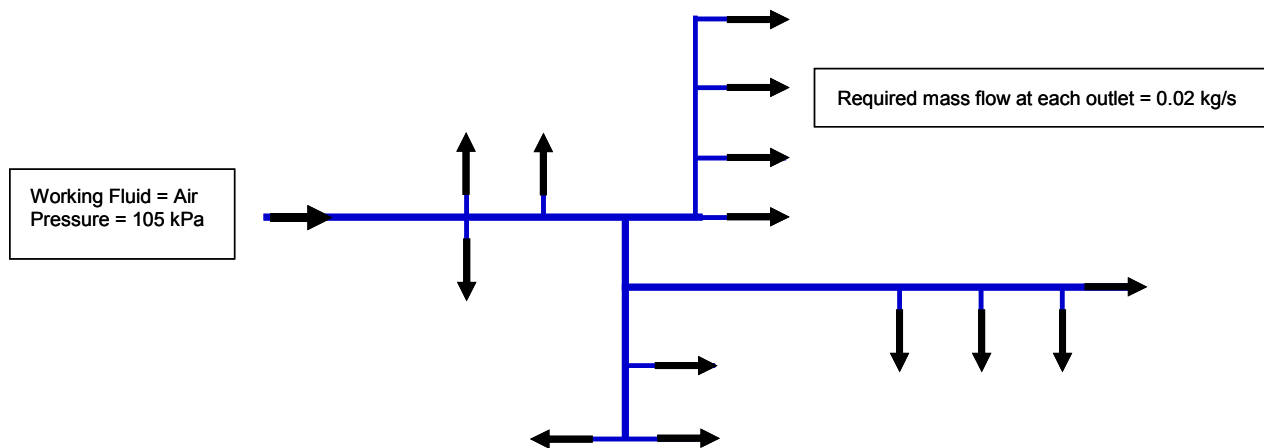 Required mass flow at each outlet = 0.02 kg/s
Working Fluid = Air
Pressure = 105 kPa